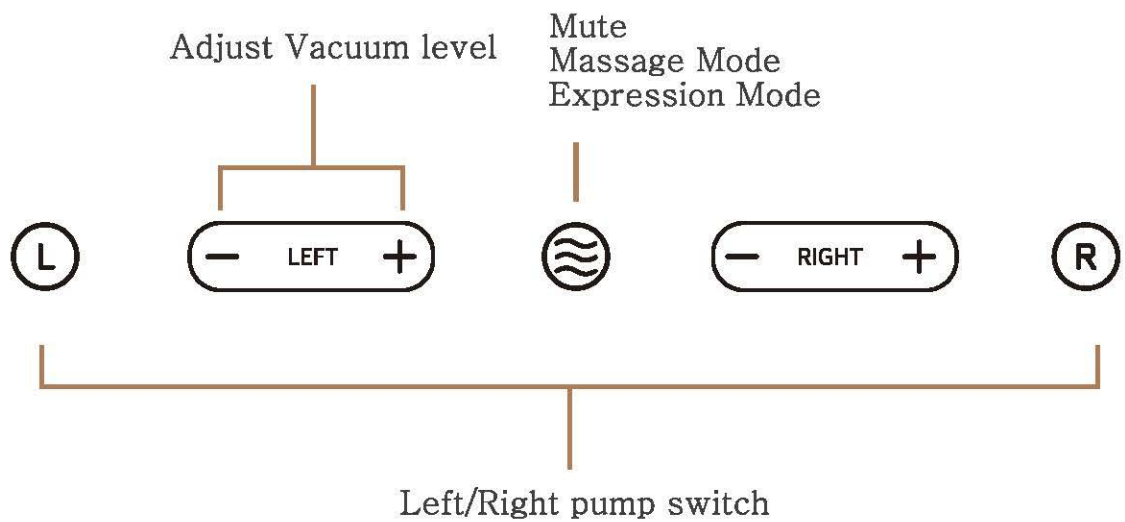 Adjust Vacuum level
Mute
Massage Mode
Expression Mode
L
− LEFT +
− RIGHT +
R
Left/Right pump switch